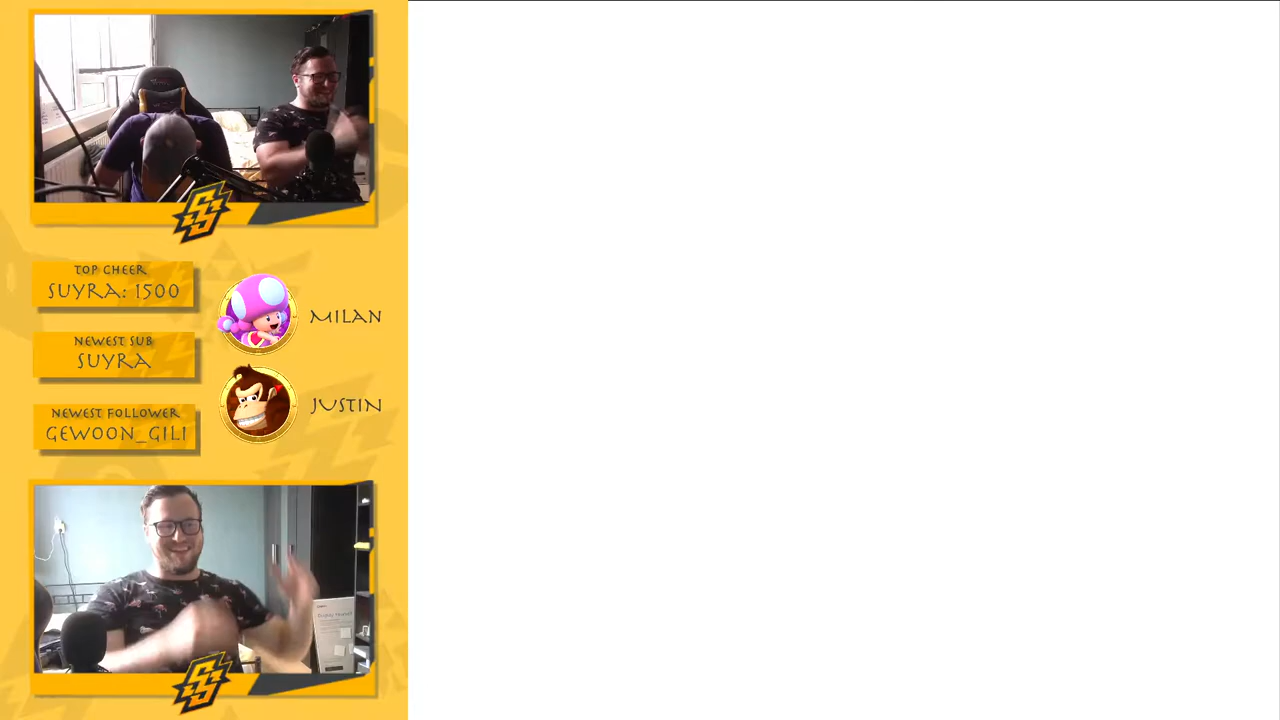 TOP CHEER
SUYRA: 1500
NEWEST SUB
SUYRA
NEWEST FOLLOWER
GEWOON_GILI
MILAN
JUSTIN